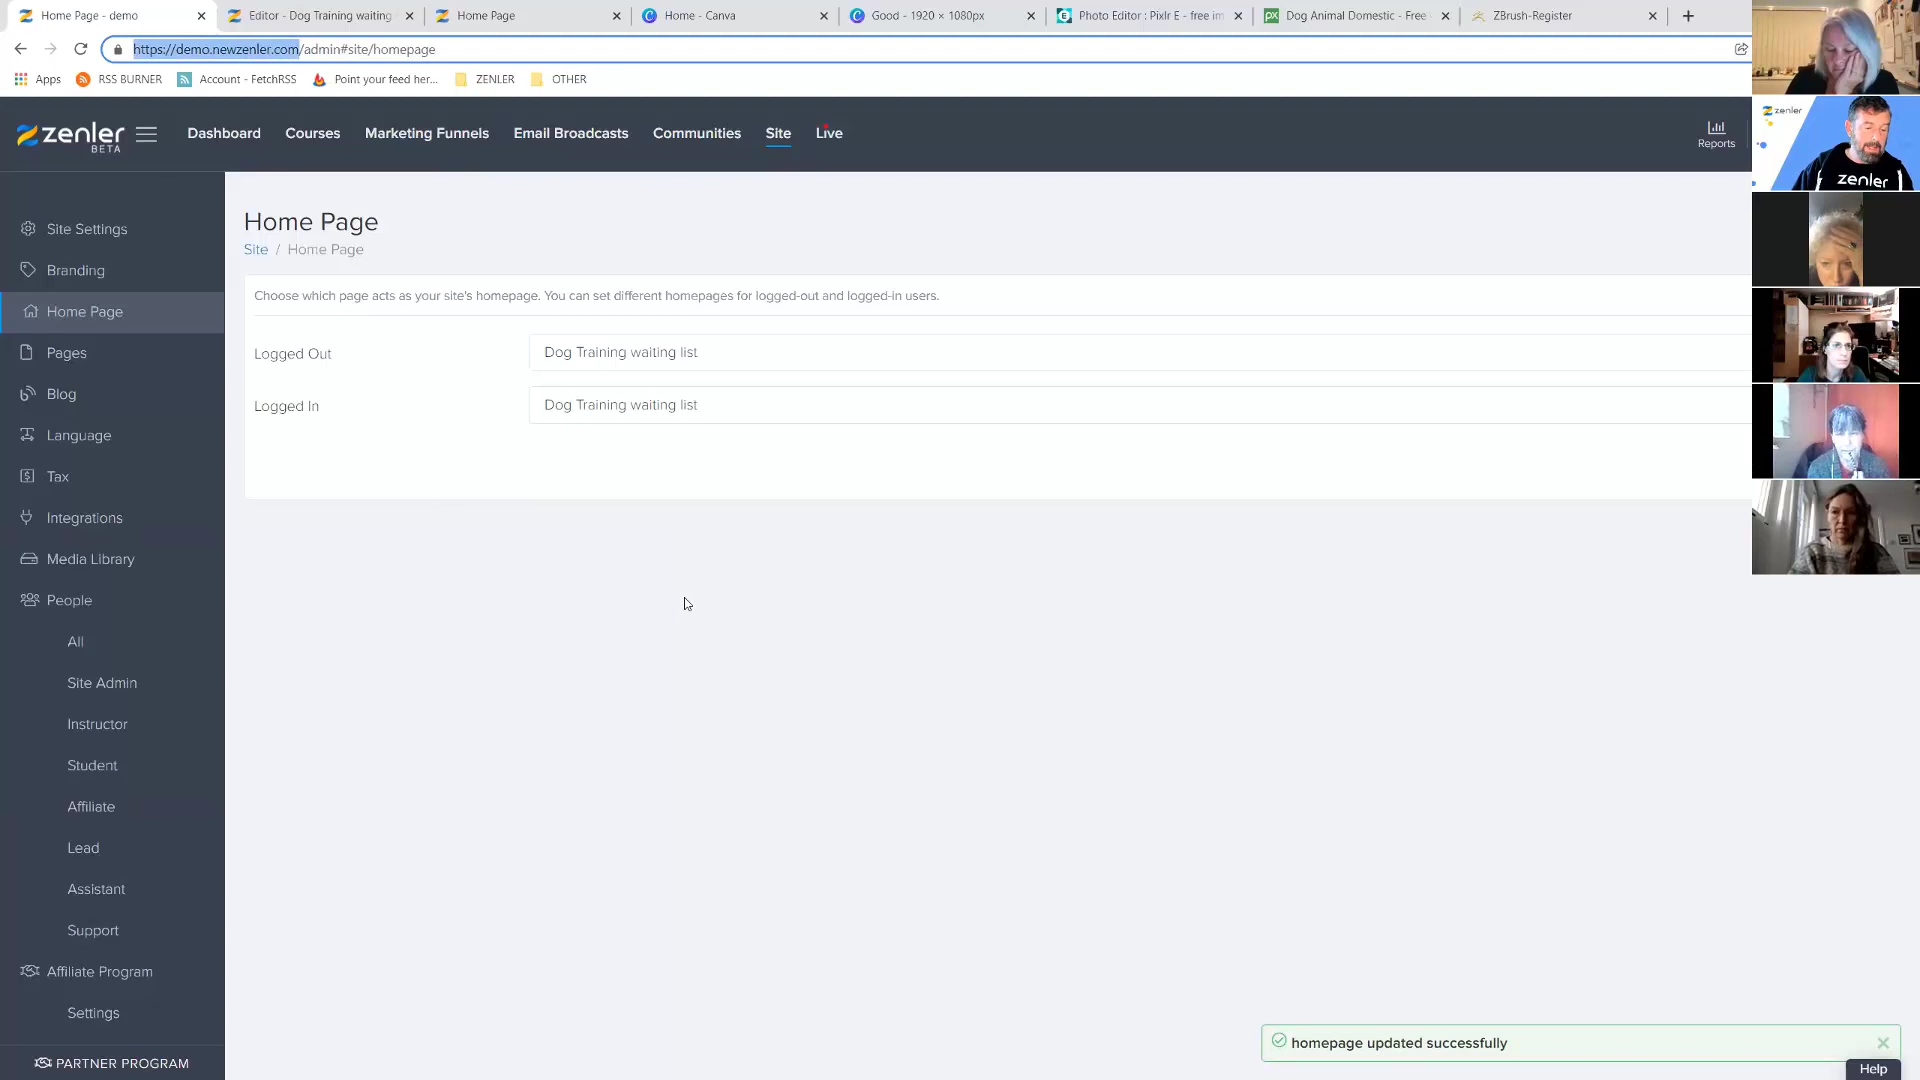 Home Page - demo
Editor - Dog Training waiting
Home Page
Home - Canva
Good - 1920 × 1080px
Photo Editor : Pixlr E - free im
Dog Animal Domestic - Free
ZBrush-Register
https://demo.newzenler.com/admin#site/homepage
Apps
RSS BURNER
Account - FetchRSS
Point your feed her...
ZENLER
OTHER
zenler
BETA
Dashboard
Courses
Marketing Funnels
Email Broadcasts
Communities
Site
Live
Reports
zenler
zenler
Site Settings
Branding
Home Page
Pages
Blog
Language
Tax
Integrations
Media Library
People
All
Site Admin
Instructor
Student
Affiliate
Lead
Assistant
Support
Affiliate Program
Settings
PARTNER PROGRAM
Home Page
Site / Home Page
Choose which page acts as your site's homepage. You can set different homepages for logged-out and logged-in users.
Logged Out
Dog Training waiting list
Logged In
Dog Training waiting list
homepage updated successfully
Help